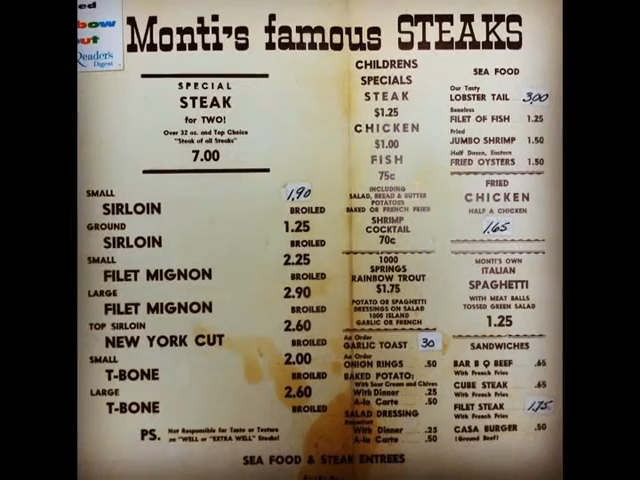 ed
bow
out
Reader's
Digest
Monti's famous STEAKS
SPECIAL
STEAK
for TWO!
Over 32 oz. and Top Choice
"Steak of all Steaks"
7.00
SMALL 1.90
SIRLOIN BROILED
GROUND 1.25
SIRLOIN BROILED
SMALL 2.25
FILET MIGNON BROILED
LARGE 2.90
FILET MIGNON BROILED
TOP SIRLOIN 2.60
NEW YORK CUT BROILED
SMALL 2.00
T-BONE BROILED
LARGE 2.60
T-BONE BROILED
PS. Not Responsible for Taste or Texture
on "WELL or "EXTRA WELL" Steaks!
CHILDRENS
SPECIALS
STEAK
$1.25
CHICKEN
$1.00
FISH
75c
INCLUDING
SALAD, BREAD & BUTTER
POTATOES
BAKED OR FRENCH FRIED
SHRIMP
COCKTAIL
70c
1000
SPRINGS
RAINBOW TROUT
$1.75
POTATO OR SPAGHETTI
DRESSINGS ON SALAD
1000 ISLAND
GARLIC OR FRENCH
An Order
GARLIC TOAST 30
An Order
ONION RINGS .50
BAKED POTATO:
With Sour Cream and Chives
With Dinner .25
A-la Carte .50
SALAD DRESSING
With Dinner .25
A-la Carte .50
SEA FOOD
Our Tasty
LOBSTER TAIL 3.00
Boneless
FILET OF FISH 1.25
Fried
JUMBO SHRIMP 1.50
Half Dozen, Eastern
FRIED OYSTERS 1.50
FRIED
CHICKEN
HALF A CHICKEN
1.65
MONTI'S OWN
ITALIAN
SPAGHETTI
WITH MEAT BALLS
TOSSED GREEN SALAD
1.25
SANDWICHES
BAR B Q BEEF .65
With French Fries
CUBE STEAK .65
With French Fries
FILET STEAK 1.75
With French Fries
CASA BURGER .50
(Ground Beef)
SEA FOOD & STEAK ENTREES